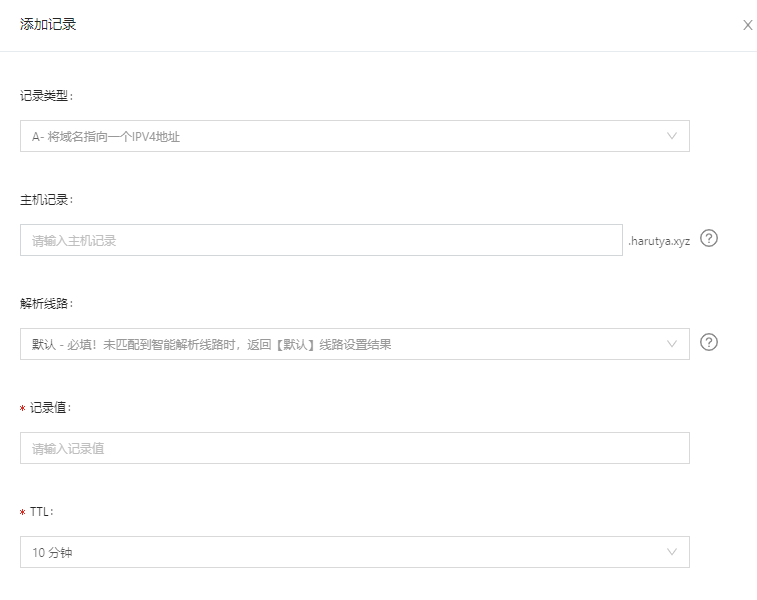 添加记录
记录类型:
A- 将域名指向一个IPV4地址
主机记录:
请输入主机记录 .harutya.xyz
解析线路:
默认 - 必填！未匹配到智能解析线路时，返回【默认】线路设置结果
* 记录值:
请输入记录值
* TTL:
10 分钟